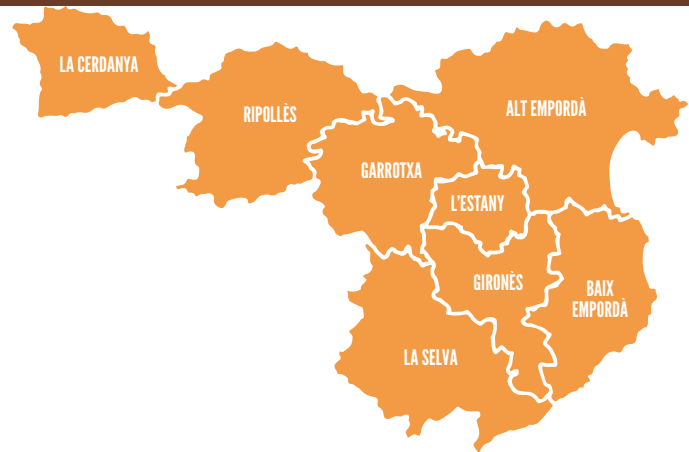 LA CERDANYA
RIPOLLÈS
ALT EMPORDÀ
GARROTXA
L'ESTANY
GIRONÈS
BAIX
EMPORDÀ
LA SELVA